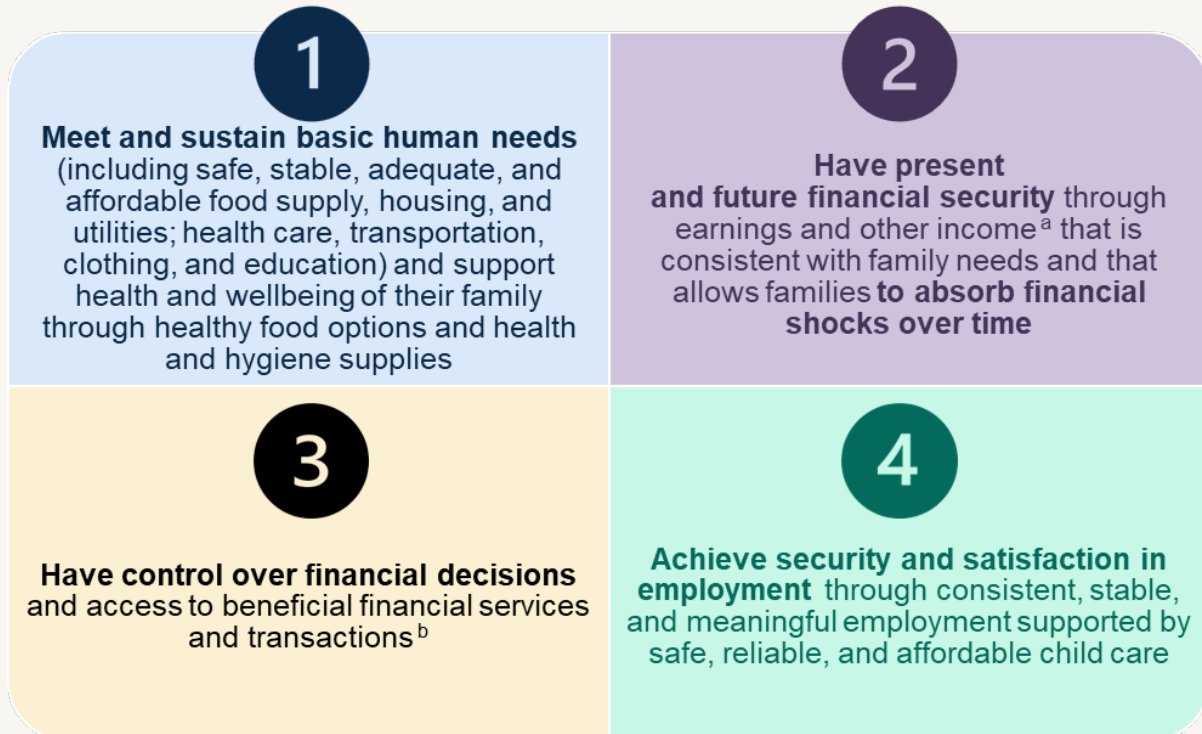 1
Meet and sustain basic human needs
(including safe, stable, adequate, and
affordable food supply, housing, and
utilities; health care, transportation,
clothing, and education) and support
health and wellbeing of their family
through healthy food options and health
and hygiene supplies
2
Have present
and future financial security through
earnings and other income a that is
consistent with family needs and that
allows families to absorb financial
shocks over time
3
Have control over financial decisions
and access to beneficial financial services
and transactions b
4
Achieve security and satisfaction in
employment through consistent, stable,
and meaningful employment supported by
safe, reliable, and affordable child care